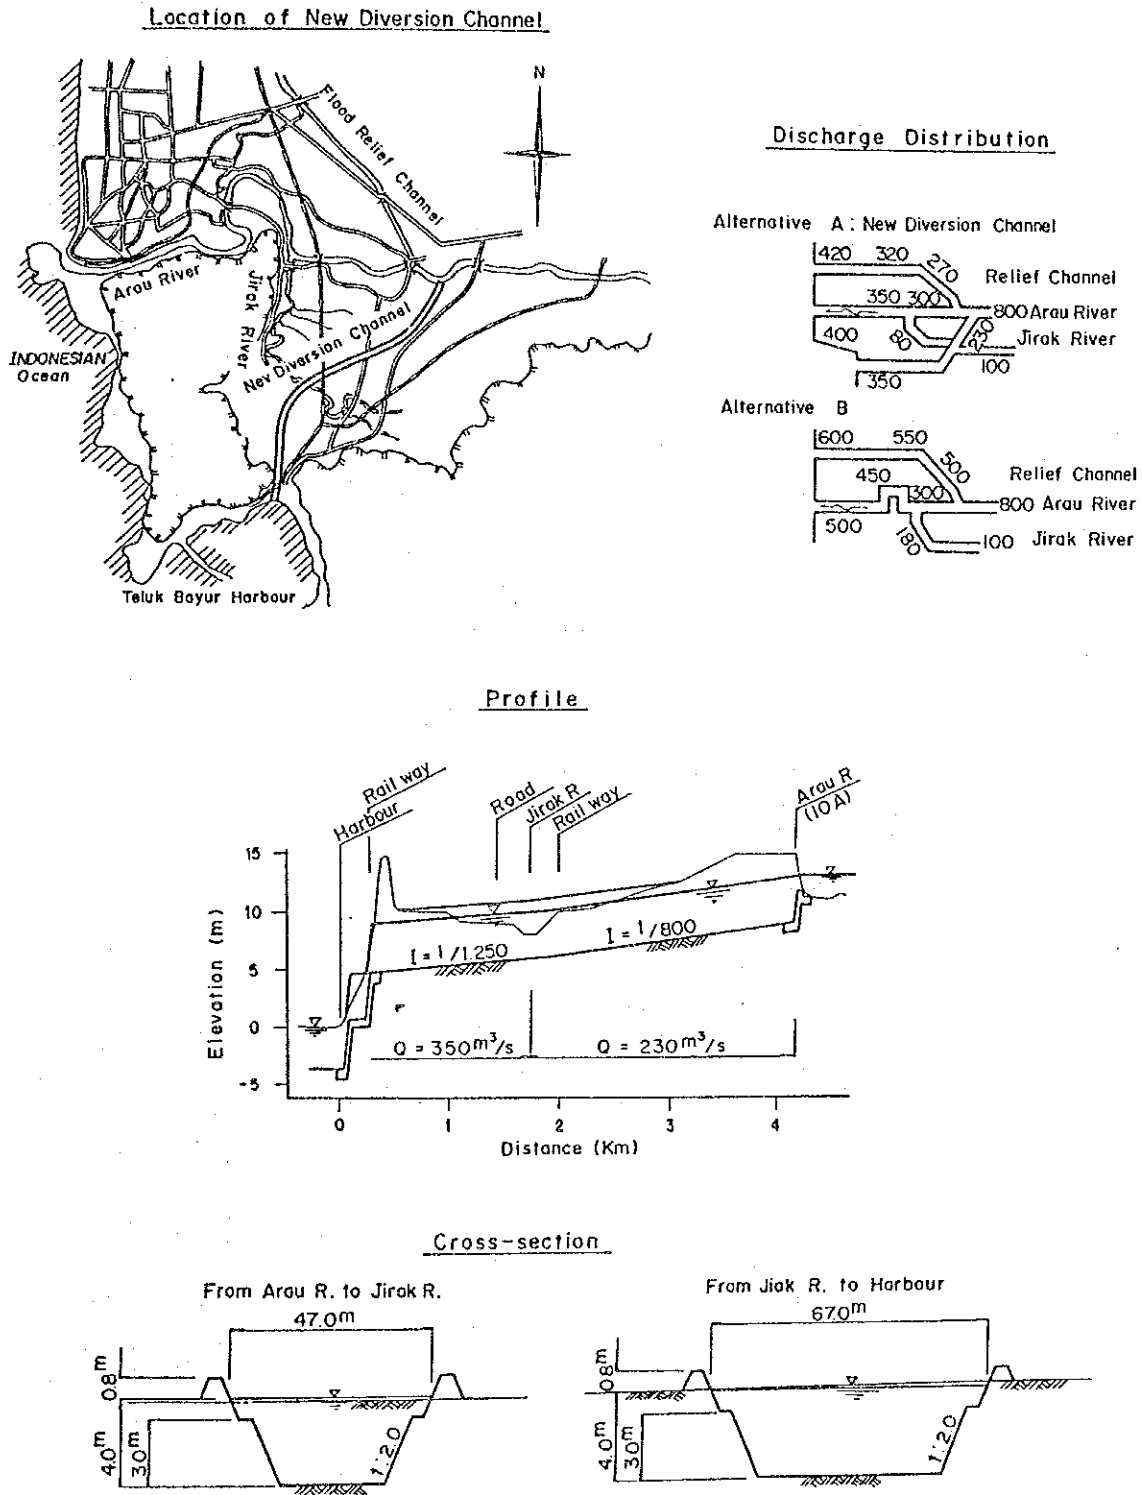 Location of New Diversion Channel
N
Flood Relief Channel
Arau River
Jirak River
New Diversion Channel
INDONESIAN
Ocean
Teluk Bayur Harbour
Discharge Distribution
Alternative A : New Diversion Channel
420 320 270
Relief Channel
350 300
800 Arau River
400 80 230
Jirak River
100
350
Alternative B
600 550 500
Relief Channel
450 300
800 Arau River
500 180
100 Jirak River
Profile
Rail way
Harbour
Road
Jirak R
Rail way
Arau R
(10A)
Elevation (m)
15
10
5
0
-5
I = 1/1.250
I = 1/800
Q = 350m³/s
Q = 230m³/s
0 1 2 3 4
Distance (Km)
Cross-section
From Arau R. to Jirak R.
47.0m
0.8m
4.0m
3.0m
1:2.0
From Jiak R. to Harbour
67.0m
0.8m
4.0m
3.0m
1:2.0